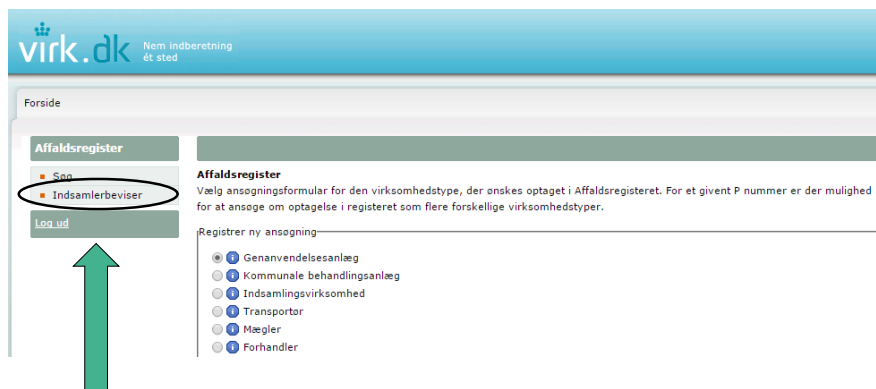 virk.dk
Nem indberetning
ét sted
Forside
Affaldsregister
Søg
Indsamlerbeviser
Log ud
Affaldsregister
Vælg ansøgningsformular for den virksomhedstype, der ønskes optaget i Affaldsregisteret. For et givent P nummer er der mulighed
for at ansøge om optagelse i registeret som flere forskellige virksomhedstyper.
Registrer ny ansøgning
Genanvendelsesanlæg
Kommunale behandlingsanlæg
Indsamlingsvirksomhed
Transportør
Mægler
Forhandler